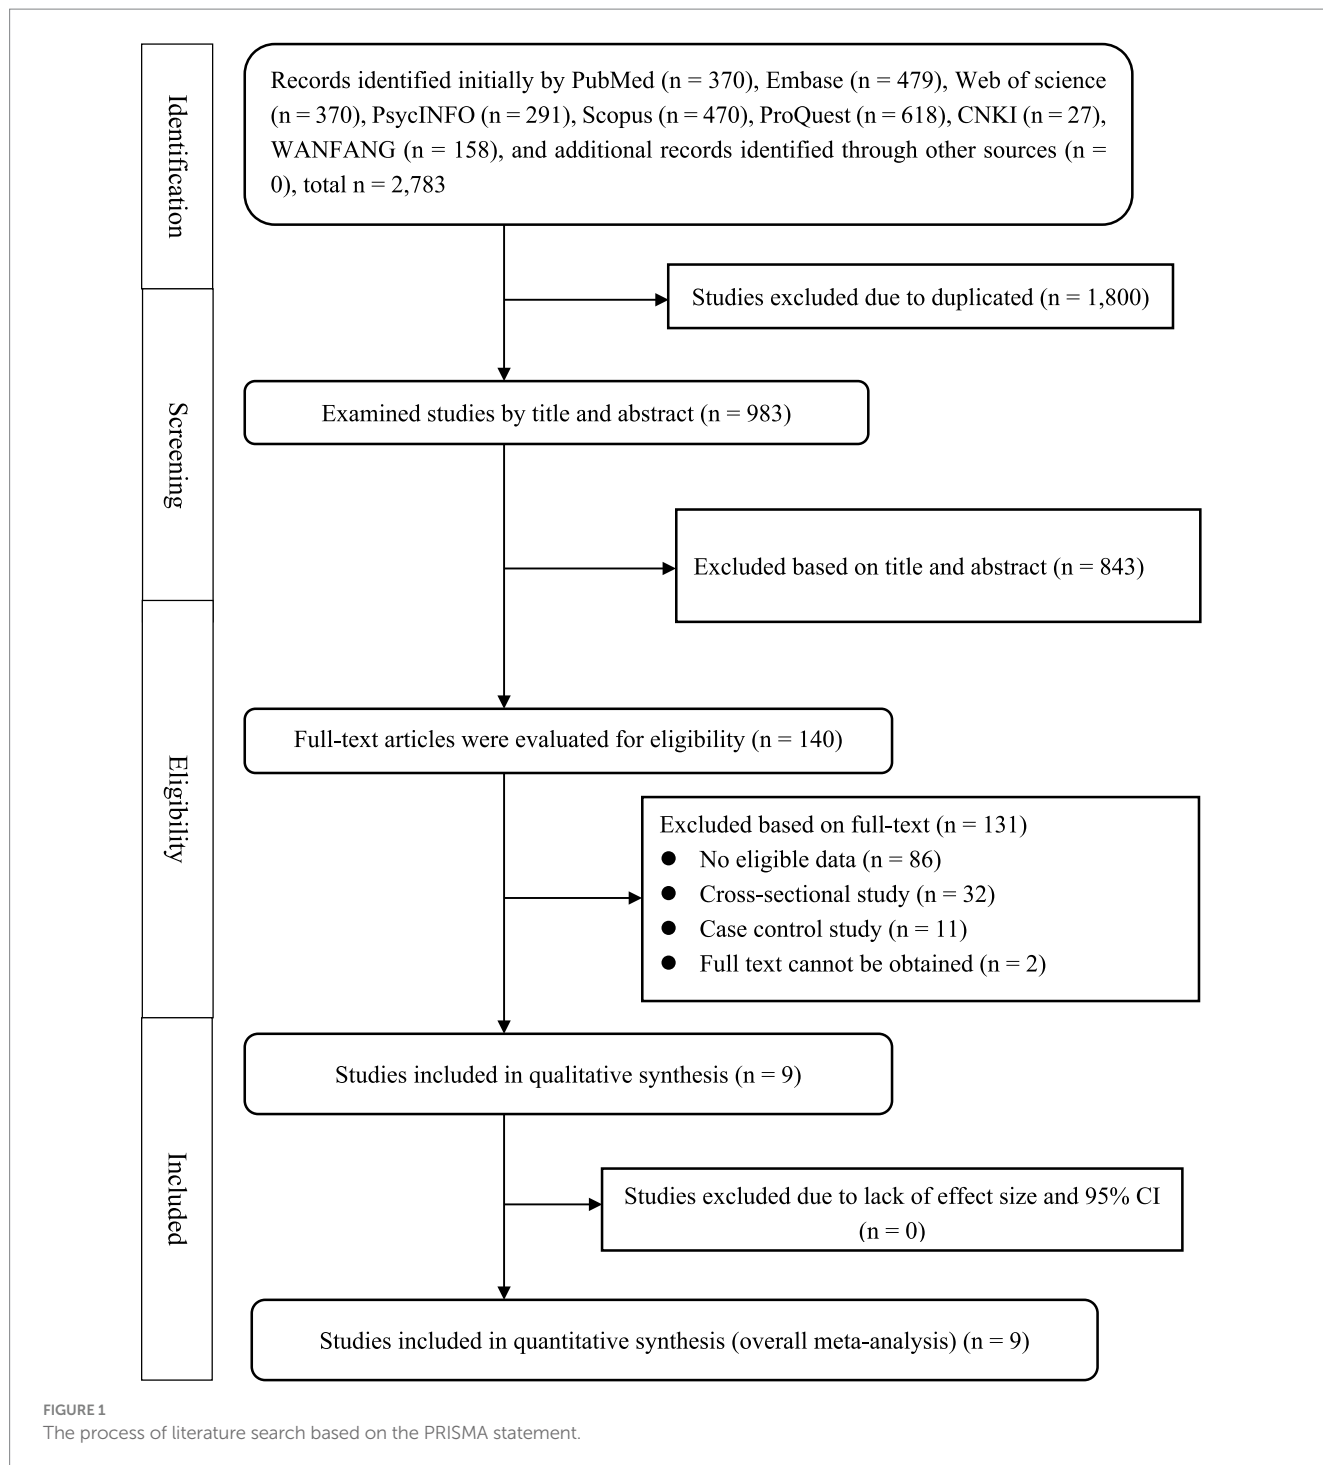 Identification
Records identified initially by PubMed (n = 370), Embase (n = 479), Web of science
(n = 370), PsycINFO (n = 291), Scopus (n = 470), ProQuest (n = 618), CNKI (n = 27),
WANFANG (n = 158), and additional records identified through other sources (n =
0), total n = 2,783
Studies excluded due to duplicated (n = 1,800)
Screening
Examined studies by title and abstract (n = 983)
Excluded based on title and abstract (n = 843)
Eligibility
Full-text articles were evaluated for eligibility (n = 140)
Excluded based on full-text (n = 131)
● No eligible data (n = 86)
● Cross-sectional study (n = 32)
● Case control study (n = 11)
● Full text cannot be obtained (n = 2)
Included
Studies included in qualitative synthesis (n = 9)
Studies excluded due to lack of effect size and 95% CI
(n = 0)
Studies included in quantitative synthesis (overall meta-analysis) (n = 9)
FIGURE 1
The process of literature search based on the PRISMA statement.